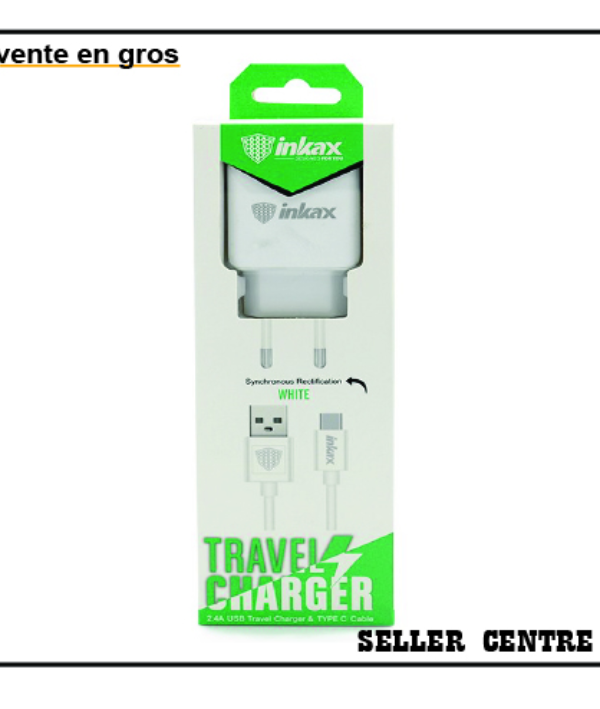 vente en gros
inkax
inkax
Synchronous Rectification
WHITE
inkax
TRAVEL
CHARGER
2.4A USB Travel Charger & TYPE C Cable
SELLER CENTRE